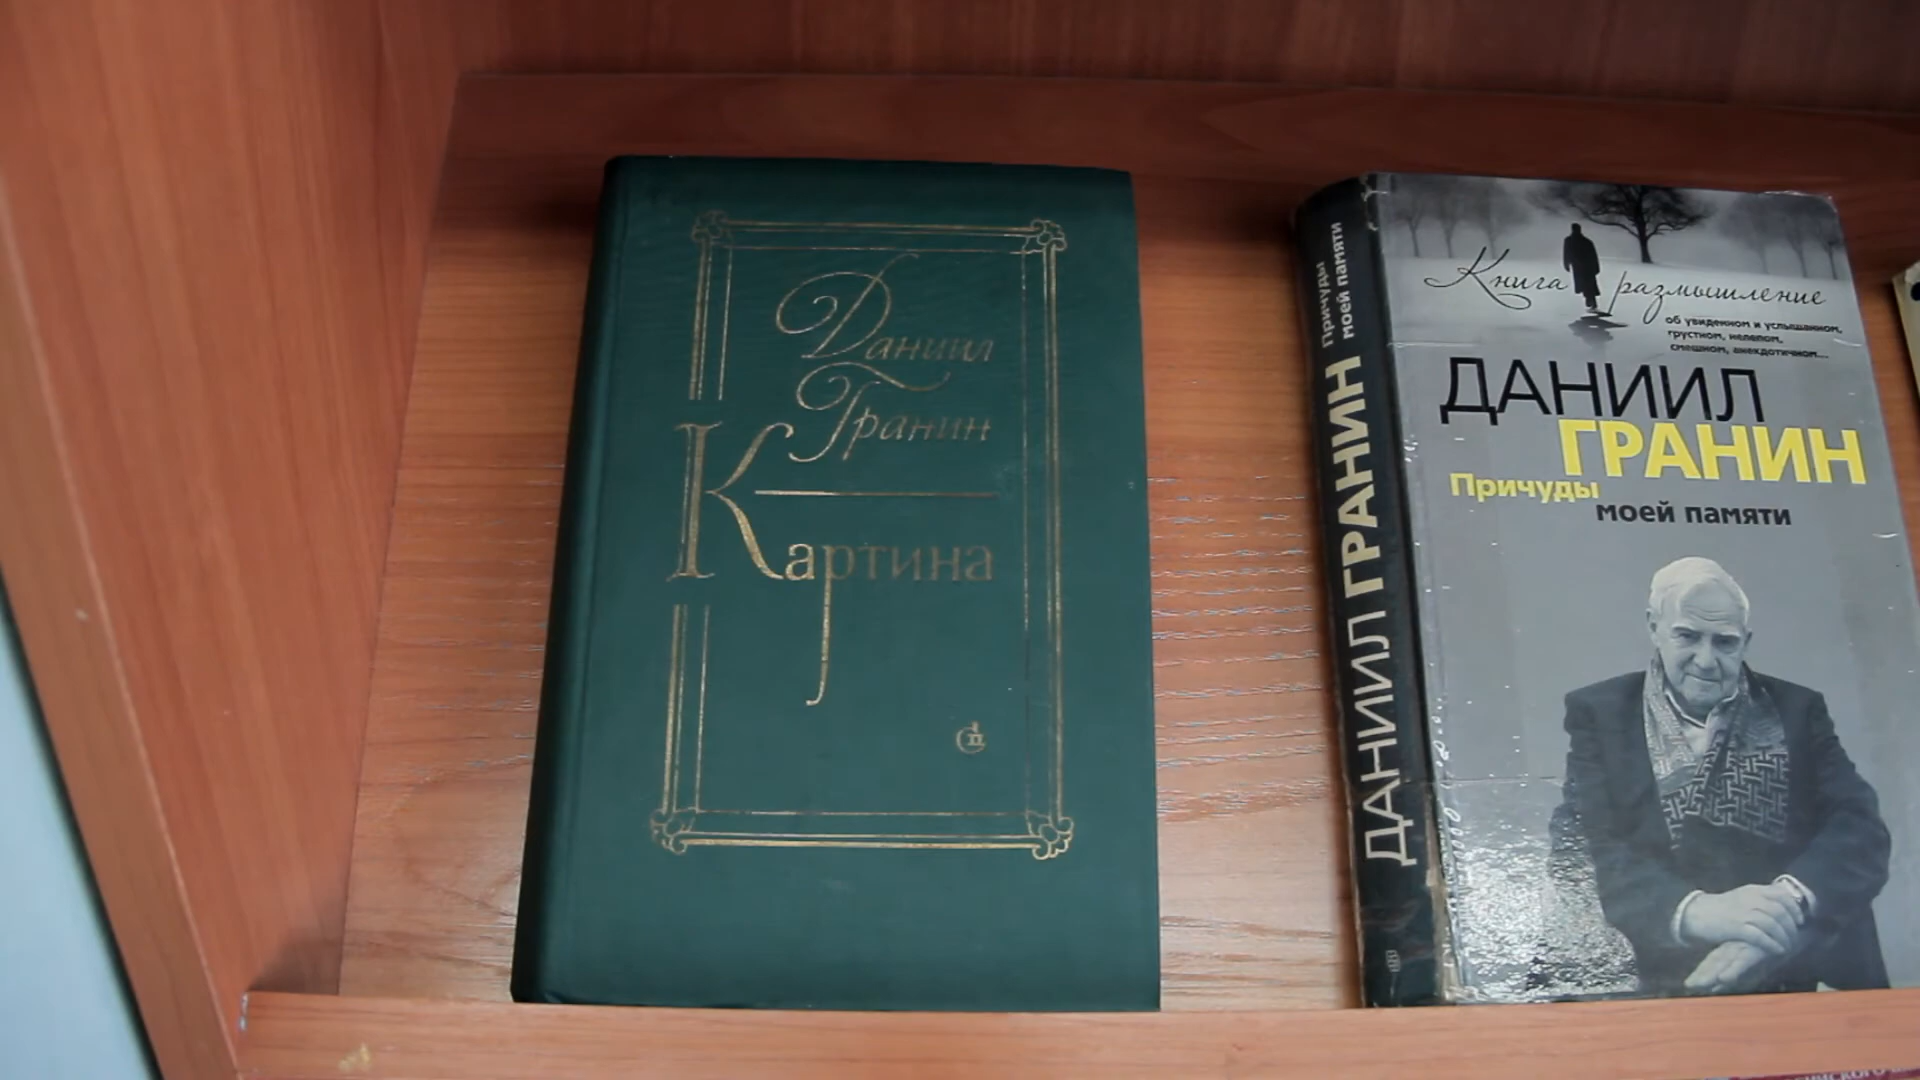 Даниил
Гранин
Картина
Причуды
моей памяти
ДАНИИЛ ГРАНИН
Книга размышление
об увиденном и услышанном,
грустном, нелепом,
смешном, анекдотичном...
ДАНИИЛ
ГРАНИН
Причуды
моей памяти